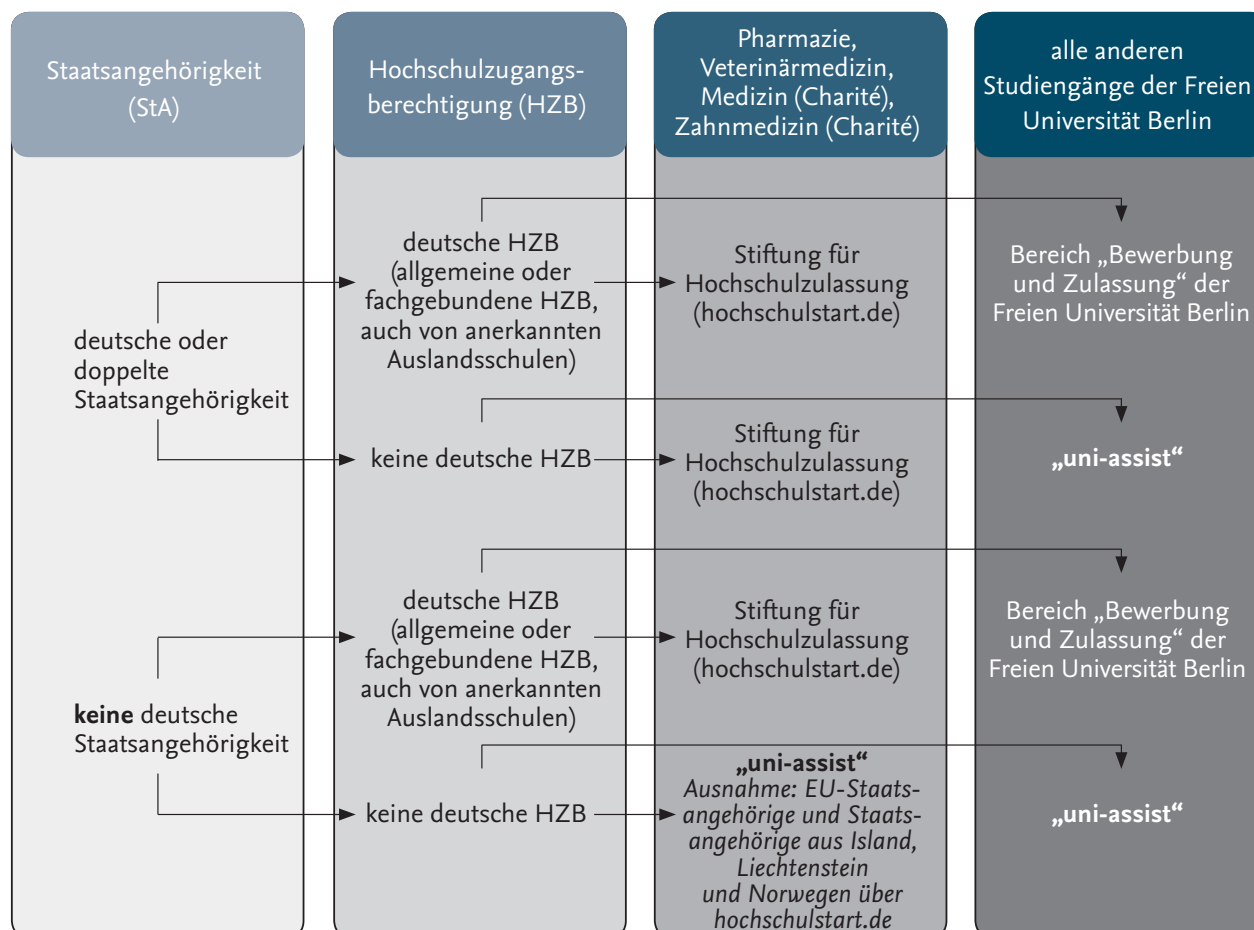 Staatsangehörigkeit
(StA)
Hochschulzugangs-
berechtigung (HZB)
Pharmazie,
Veterinärmedizin,
Medizin (Charité),
Zahnmedizin (Charité)
alle anderen
Studiengänge der Freien
Universität Berlin
deutsche oder
doppelte
Staatsangehörigkeit
deutsche HZB
(allgemeine oder
fachgebundene HZB,
auch von anerkannten
Auslandsschulen)
Stiftung für
Hochschulzulassung
(hochschulstart.de)
Bereich „Bewerbung
und Zulassung“ der
Freien Universität Berlin
keine deutsche HZB
Stiftung für
Hochschulzulassung
(hochschulstart.de)
„uni-assist“
keine deutsche
Staatsangehörigkeit
deutsche HZB
(allgemeine oder
fachgebundene HZB,
auch von anerkannten
Auslandsschulen)
Stiftung für
Hochschulzulassung
(hochschulstart.de)
Bereich „Bewerbung
und Zulassung“ der
Freien Universität Berlin
keine deutsche HZB
„uni-assist“
Ausnahme: EU-Staats-
angehörige und Staats-
angehörige aus Island,
Liechtenstein
und Norwegen über
hochschulstart.de
„uni-assist“